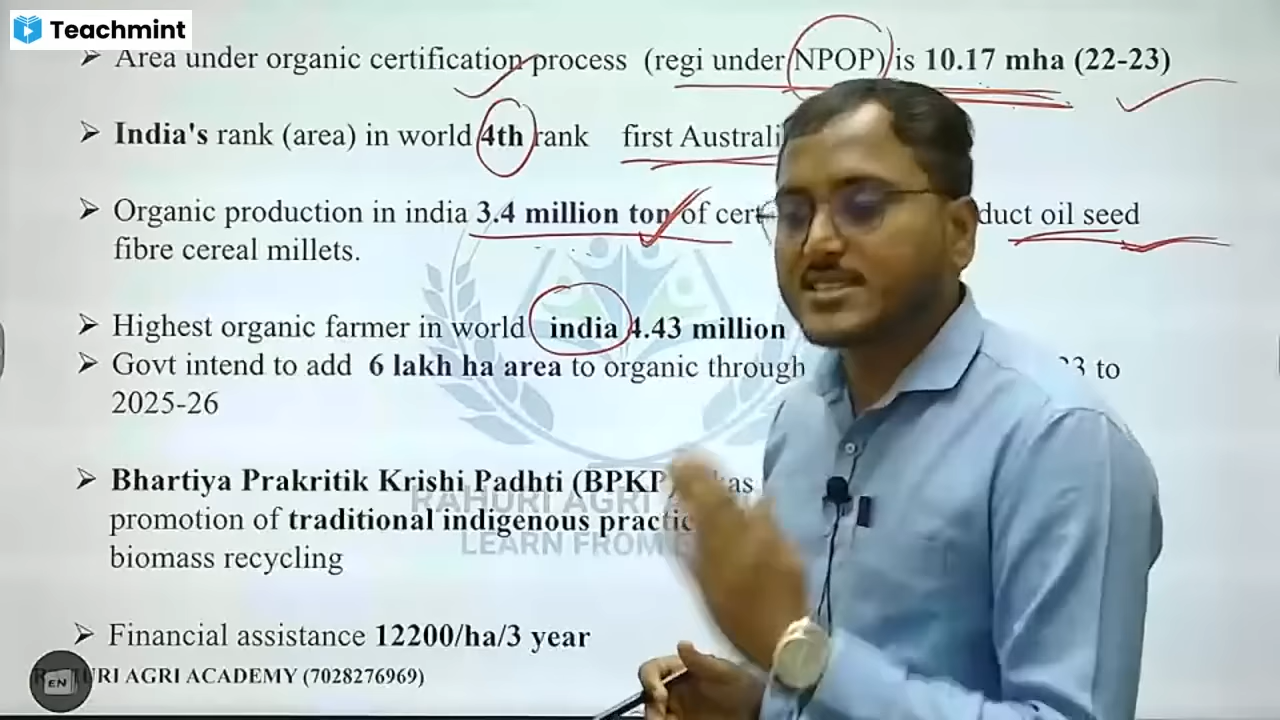 Teachmint
➤ Area under organic certification process (regi under NPOP) is 10.17 mha (22-23)
➤ India's rank (area) in world 4th rank first Australi
➤ Organic production in india 3.4 million ton of cert duct oil seed
fibre cereal millets.
➤ Highest organic farmer in world india 4.43 million
➤ Govt intend to add 6 lakh ha area to organic through 3 to
2025-26
➤ Bhartiya Prakritik Krishi Padhti (BPKP) as
promotion of traditional indigenous practic
biomass recycling
RAHURI AGRI
LEARN FROM
➤ Financial assistance 12200/ha/3 year
URI AGRI ACADEMY (7028276969)
EN